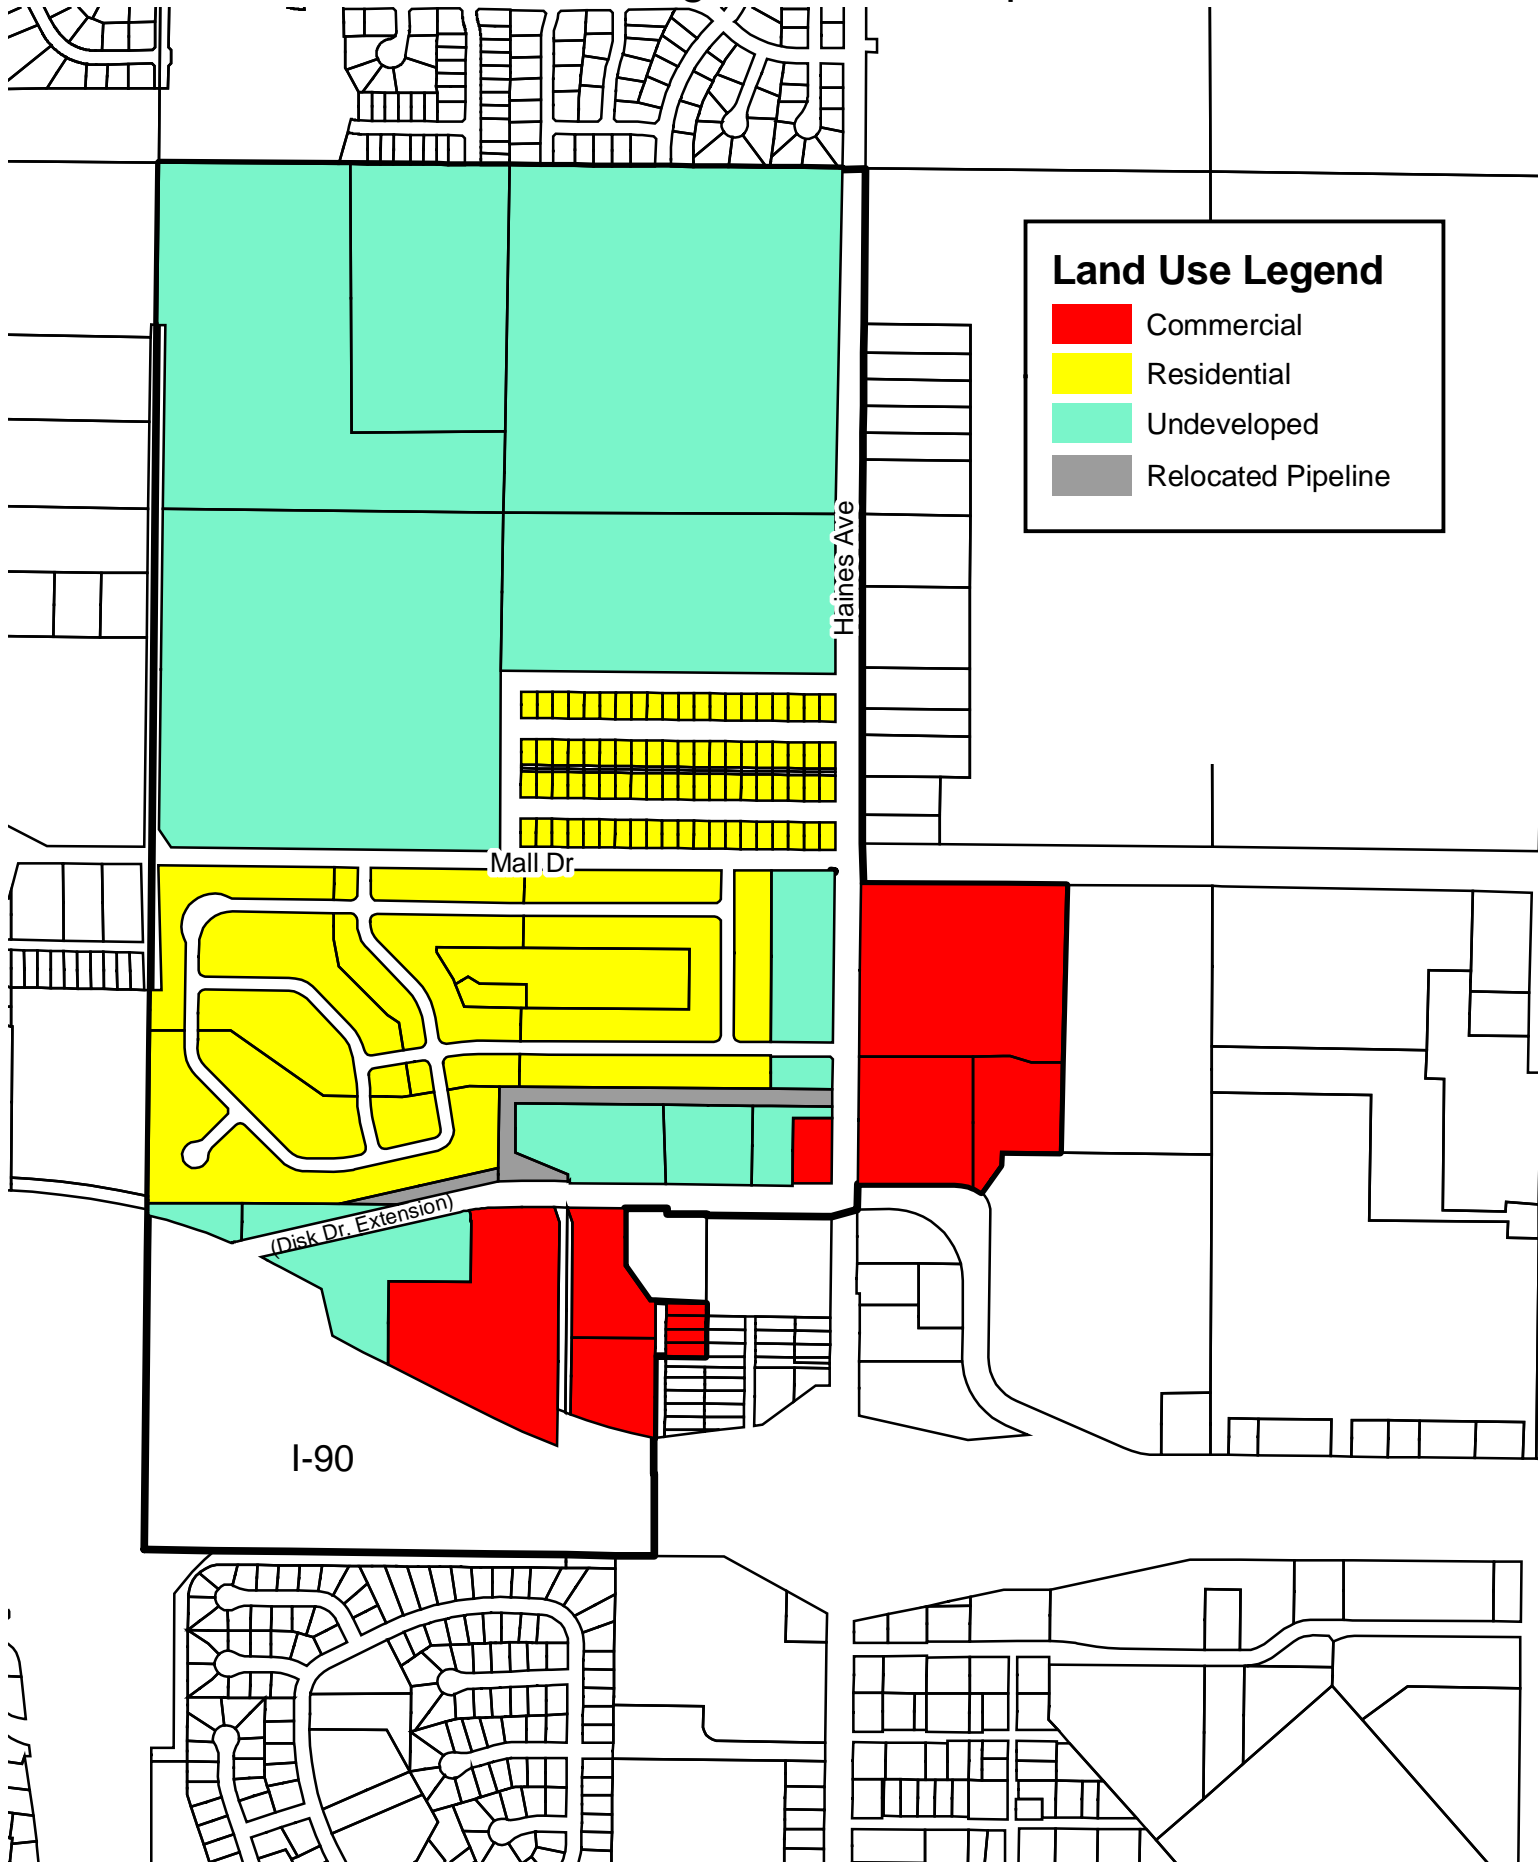 Land Use Legend
Commercial
Residential
Undeveloped
Relocated Pipeline
Haines Ave
Mall Dr
(Disk Dr. Extension)
I-90